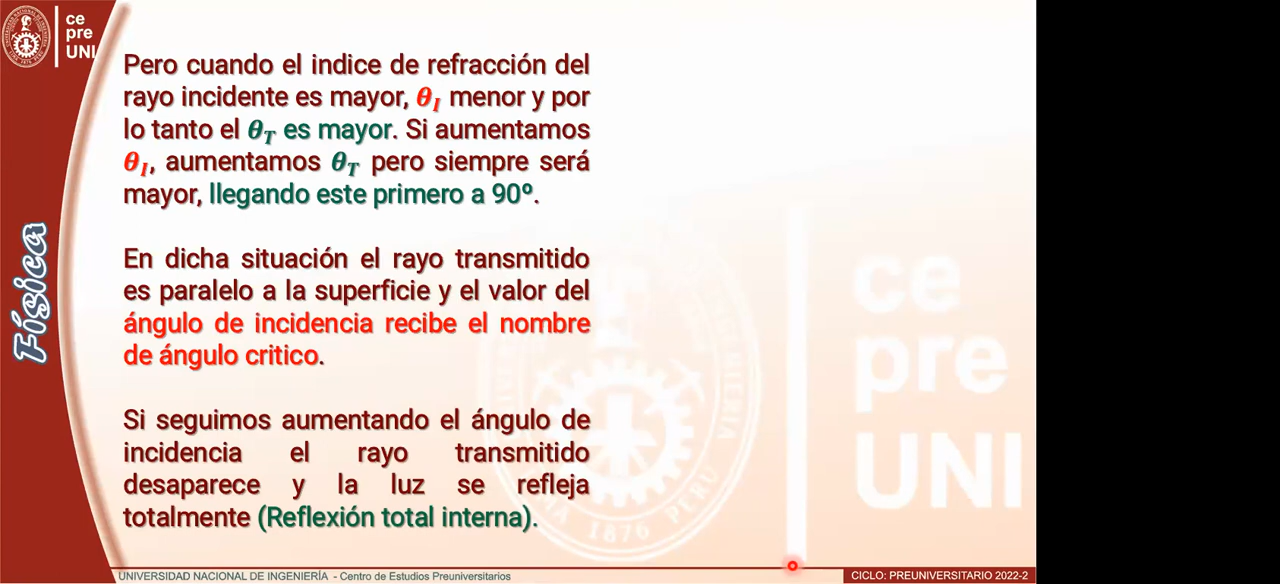 ce
pre
UNI
Pero cuando el indice de refracción del
rayo incidente es mayor, θI menor y por
lo tanto el θT es mayor. Si aumentamos
θI, aumentamos θT pero siempre será
mayor, llegando este primero a 90º.
En dicha situación el rayo transmitido
es paralelo a la superficie y el valor del
ángulo de incidencia recibe el nombre
de ángulo critico.
Si seguimos aumentando el ángulo de
incidencia el rayo transmitido
desaparece y la luz se refleja
totalmente (Reflexión total interna).
Física
ce
pre
UNI
1876 PERU
UNIVERSIDAD NACIONAL DE INGENIERÍA - Centro de Estudios Preuniversitarios
CICLO: PREUNIVERSITARIO 2022-2